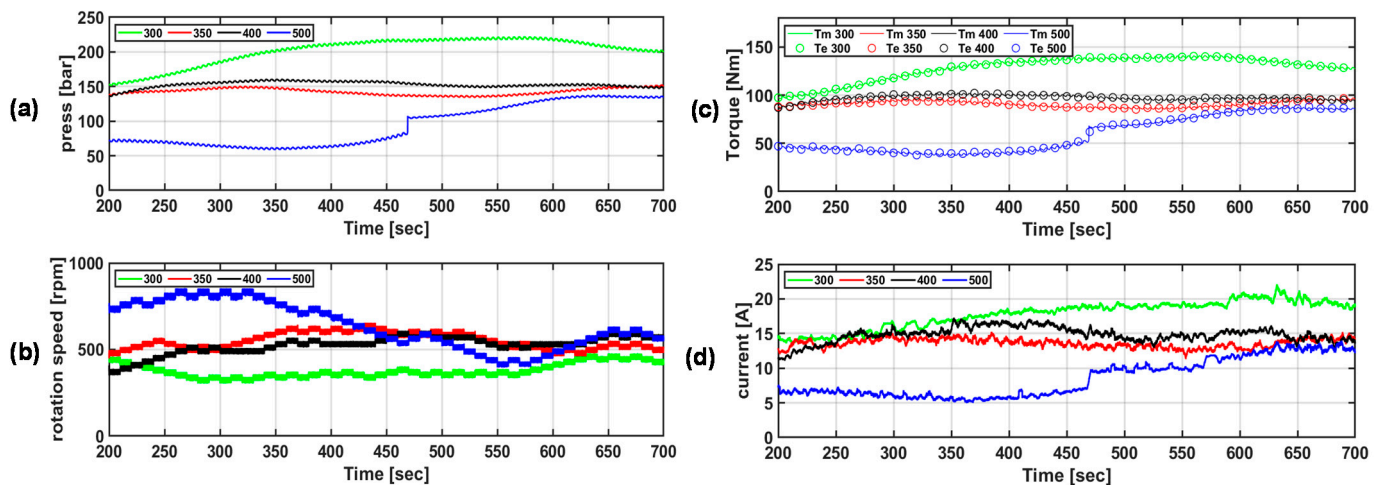 (a)
press [bar]
250
200
150
100
50
0
300 350 400 500
200 250 300 350 400 450 500 550 600 650 700
Time [sec]
(c)
Torque [Nm]
150
100
50
0
Tm 300 Tm 350 Tm 400 Tm 500
Te 300 Te 350 Te 400 Te 500
200 250 300 350 400 450 500 550 600 650 700
Time [sec]
(b)
rotation speed [rpm]
1000
500
0
300 350 400 500
200 250 300 350 400 450 500 550 600 650 700
Time [sec]
(d)
current [A]
25
20
15
10
5
0
300 350 400 500
200 250 300 350 400 450 500 550 600 650 700
Time [sec]